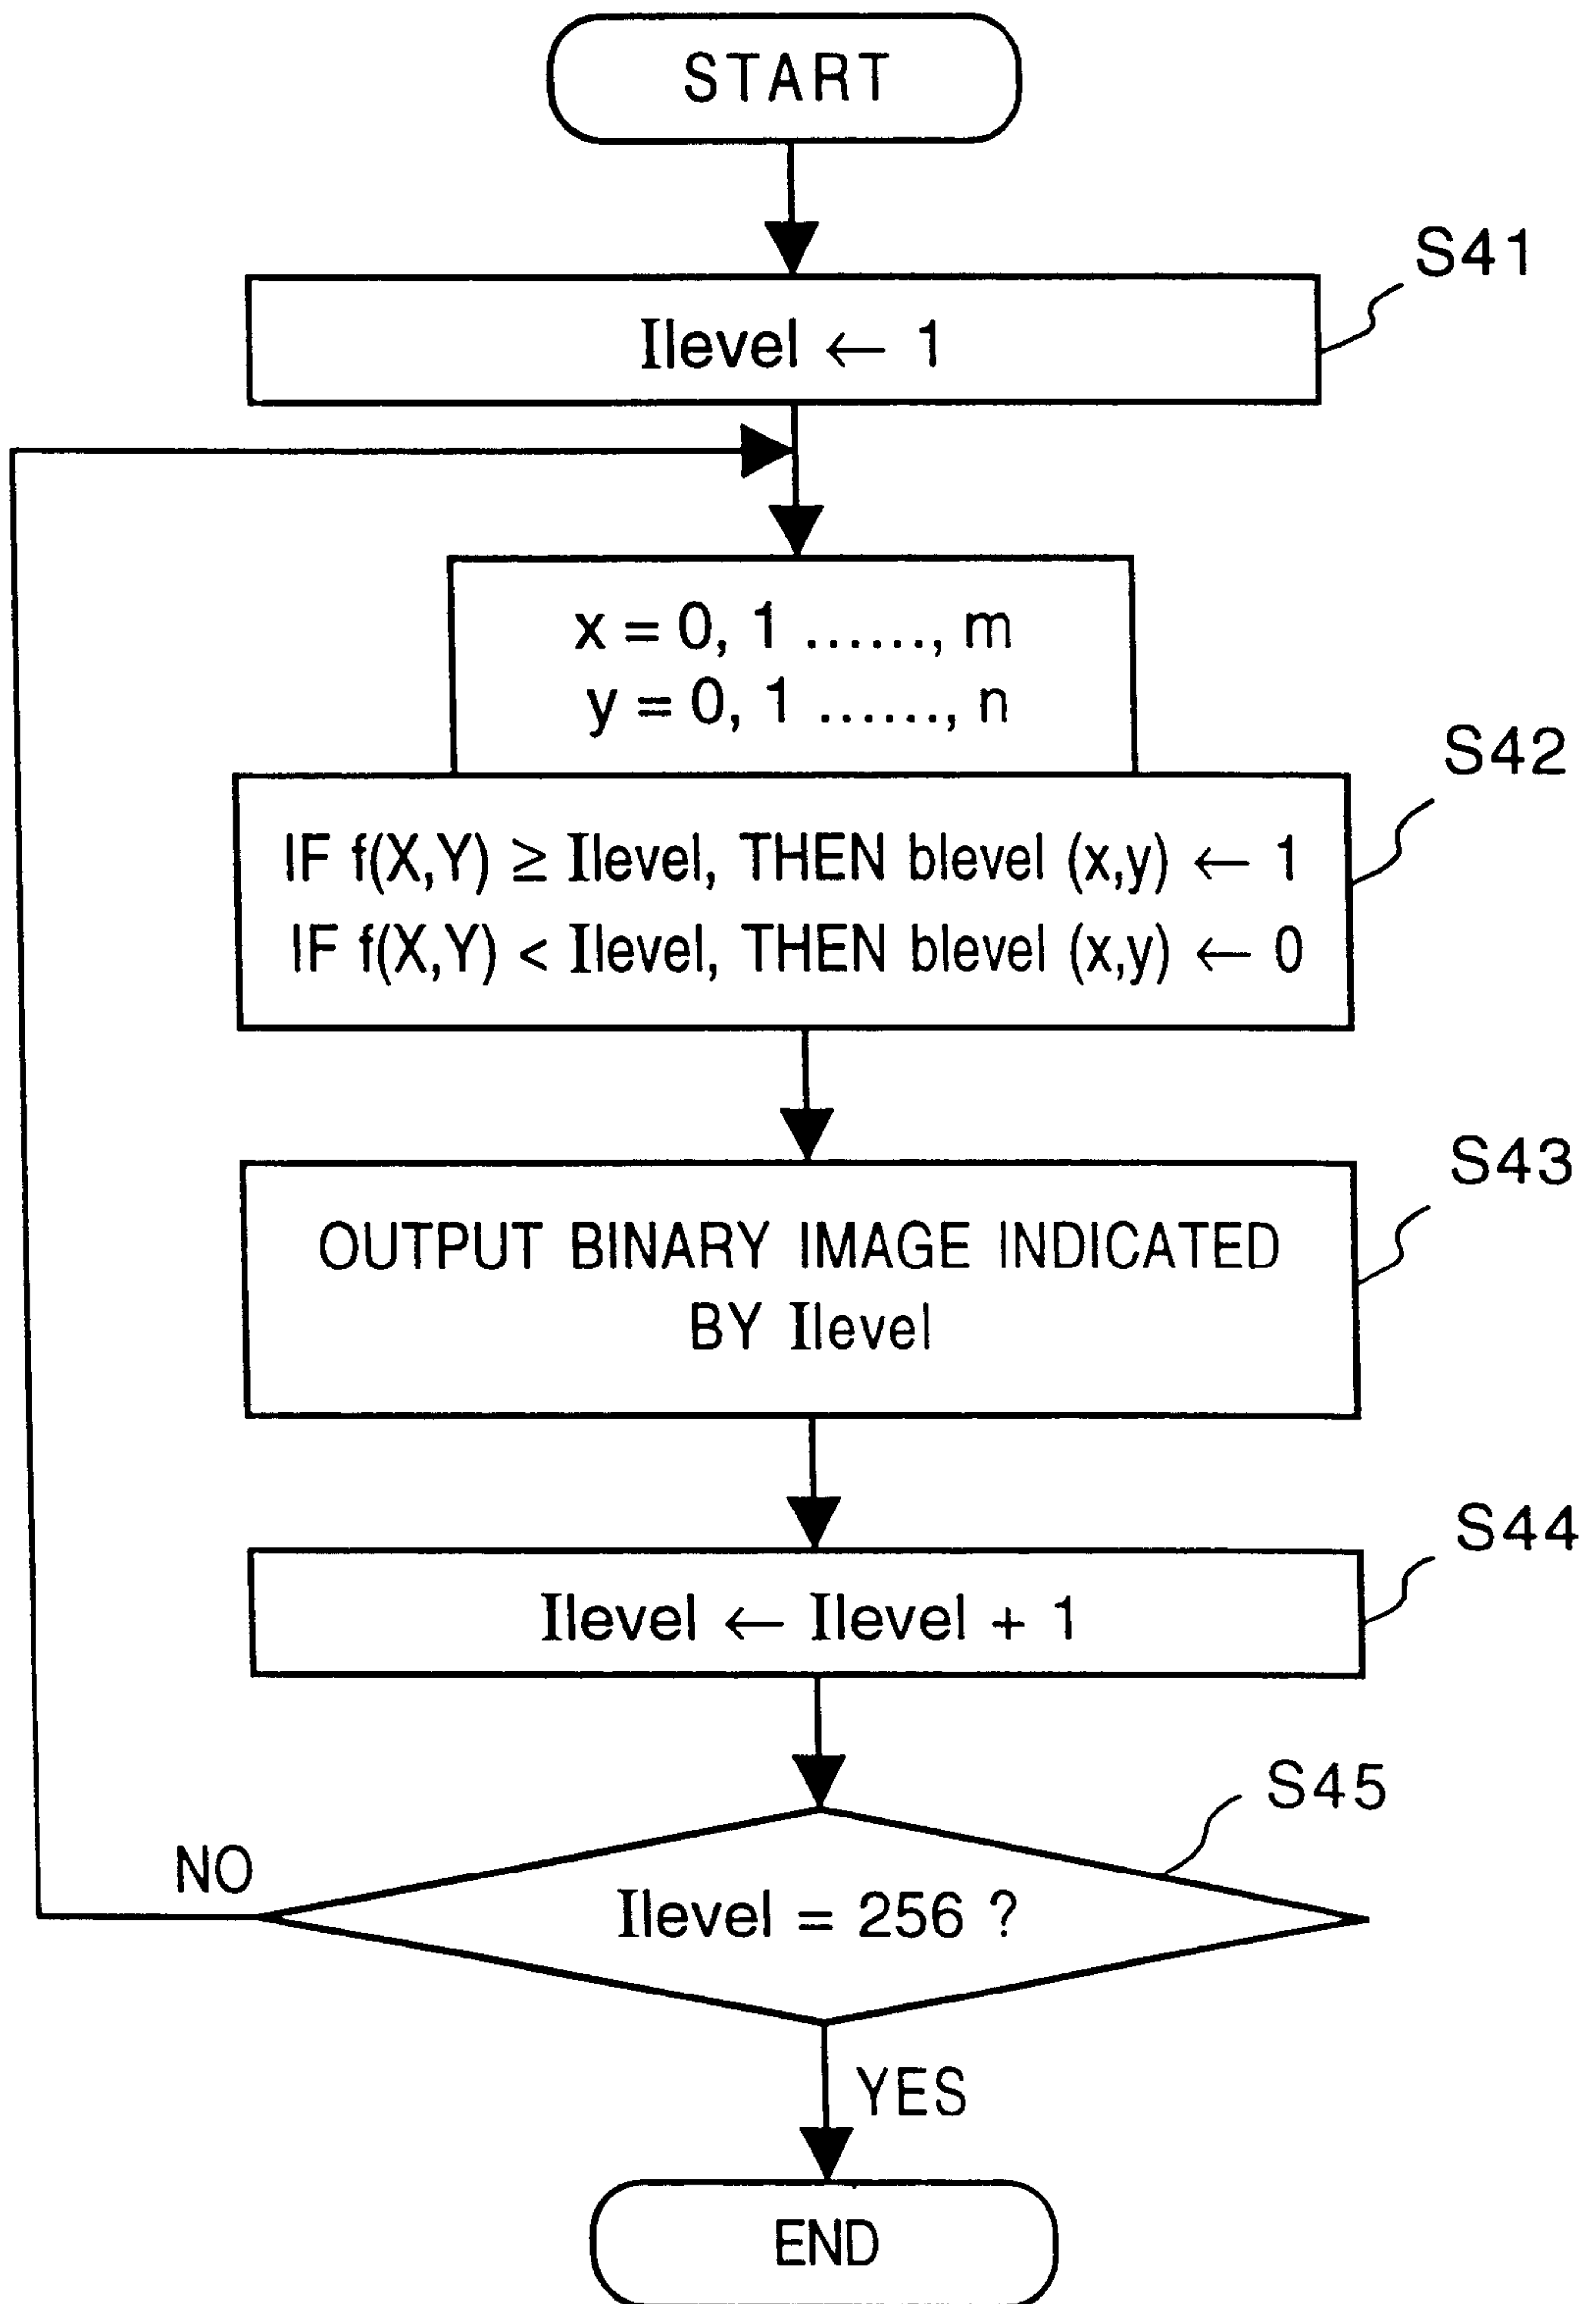 START
S41
Ilevel ← 1
x = 0, 1 ......, m
y = 0, 1 ......, n
S42
IF f(X,Y) ≥ Ilevel, THEN blevel (x,y) ← 1
IF f(X,Y) < Ilevel, THEN blevel (x,y) ← 0
S43
OUTPUT BINARY IMAGE INDICATED
BY Ilevel
S44
Ilevel ← Ilevel + 1
S45
NO
Ilevel = 256 ?
YES
END